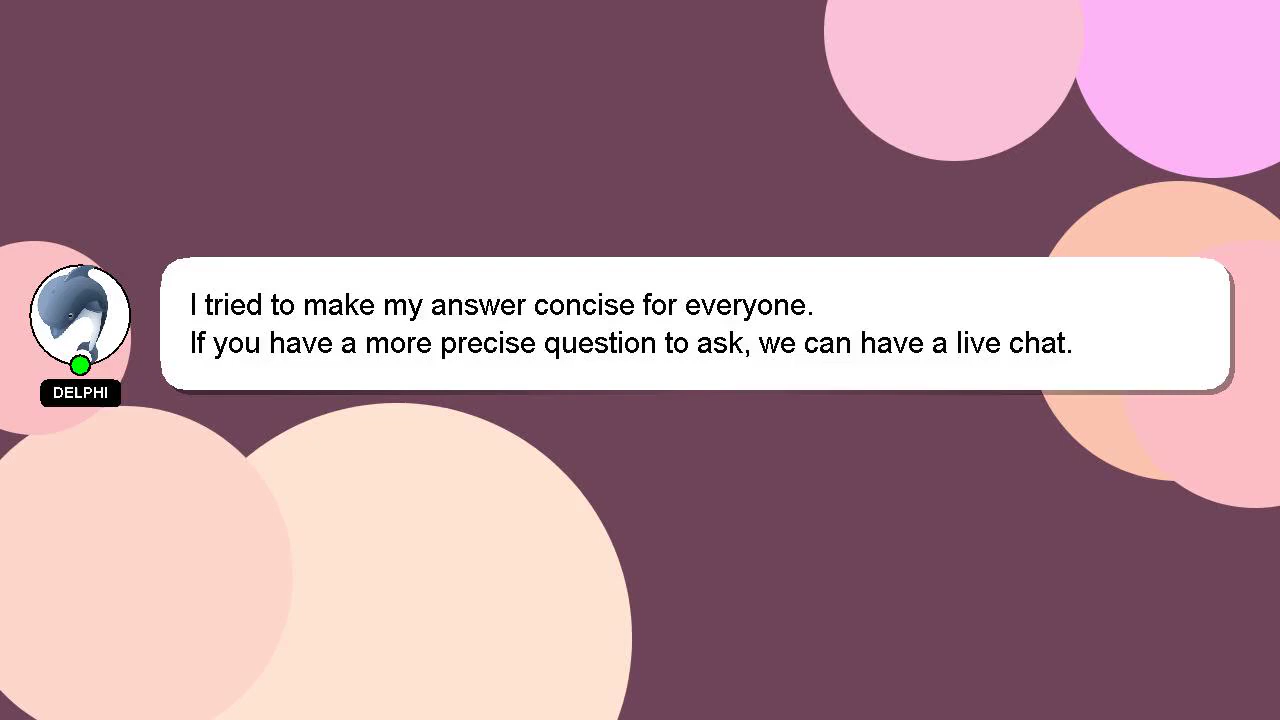 I tried to make my answer concise for everyone.
If you have a more precise question to ask, we can have a live chat.
DELPHI